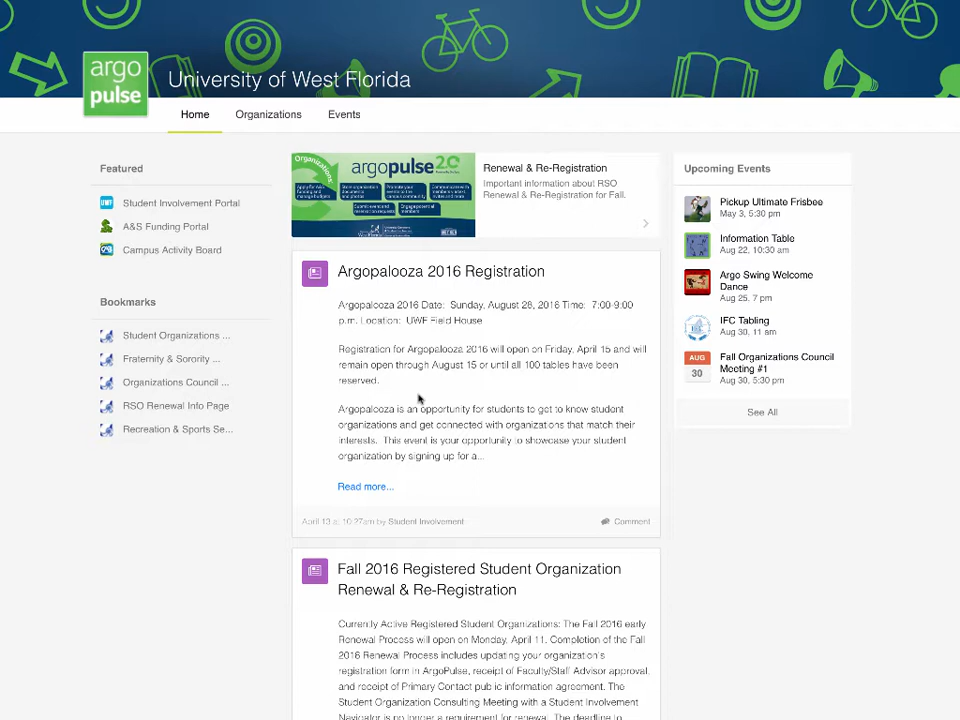 argo
pulse
University of West Florida
Home
Organizations
Events
Featured
Student Involvement Portal
A&S Funding Portal
Campus Activity Board
Bookmarks
Student Organizations ...
Fraternity & Sorority ...
Organizations Council ...
RSO Renewal Info Page
Recreation & Sports Se...
Organizations:
argopulse 2.0
Renewal & Re-Registration
Important information about RSO
Renewal & Re-Registration for Fall.
Argopalooza 2016 Registration
Argopalooza 2016 Date: Sunday, August 28, 2016 Time: 7:00-9:00
p.m. Location: UWF Field House
Registration for Argopalooza 2016 will open on Friday, April 15 and will
remain open through August 15 or until all 100 tables have been
reserved.
Argopalooza is an opportunity for students to get to know student
organizations and get connected with organizations that match their
interests. This event is your opportunity to showcase your student
organization by signing up for a...
Read more...
April 13 at 10:27am by Student Involvement
Comment
Fall 2016 Registered Student Organization
Renewal & Re-Registration
Currently Active Registered Student Organizations: The Fall 2016 early
Renewal Process will open on Monday, April 11. Completion of the Fall
2016 Renewal Process includes updating your organization's
registration form in ArgoPulse, receipt of Faculty/Staff Advisor approval,
and receipt of Primary Contact public information agreement. The
Student Organization Consulting Meeting with a Student Involvement
Navigator is no longer a requirement for renewal. The deadline to
Upcoming Events
Pickup Ultimate Frisbee
May 3, 5:30 pm
Information Table
Aug 22, 10:30 am
Argo Swing Welcome
Dance
Aug 25, 7 pm
IFC Tabling
Aug 30, 11 am
AUG
30
Fall Organizations Council
Meeting #1
Aug 30, 5:30 pm
See All